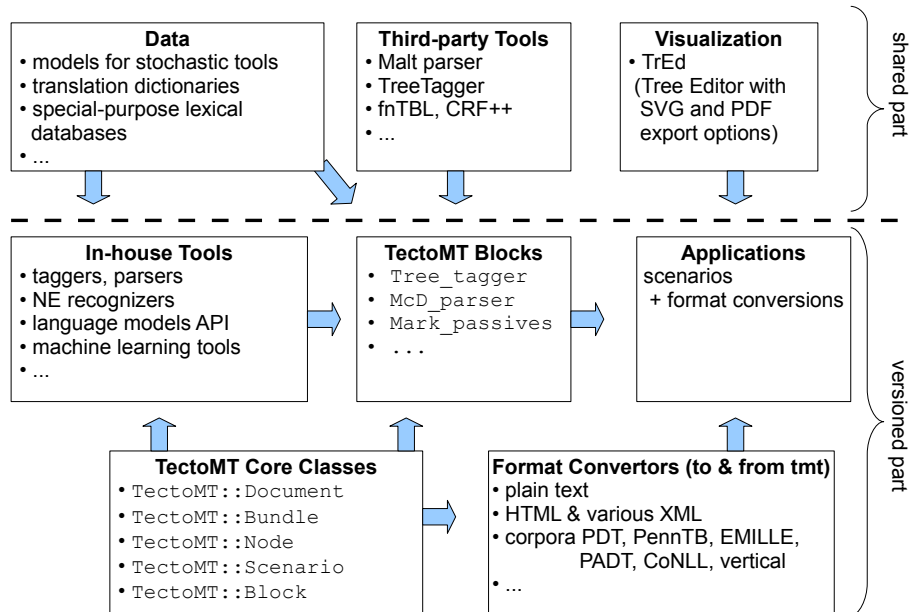 Data
• models for stochastic tools
• translation dictionaries
• special-purpose lexical
databases
• ...
Third-party Tools
• Malt parser
• TreeTagger
• fnTBL, CRF++
• ...
Visualization
• TrEd
(Tree Editor with
SVG and PDF
export options)
shared part
In-house Tools
• taggers, parsers
• NE recognizers
• language models API
• machine learning tools
• ...
TectoMT Blocks
• Tree_tagger
• McD_parser
• Mark_passives
• ...
Applications
scenarios
+ format conversions
versioned part
TectoMT Core Classes
• TectoMT::Document
• TectoMT::Bundle
• TectoMT::Node
• TectoMT::Scenario
• TectoMT::Block
Format Convertors (to & from tmt)
• plain text
• HTML & various XML
• corpora PDT, PennTB, EMILLE,
PADT, CoNLL, vertical
• ...